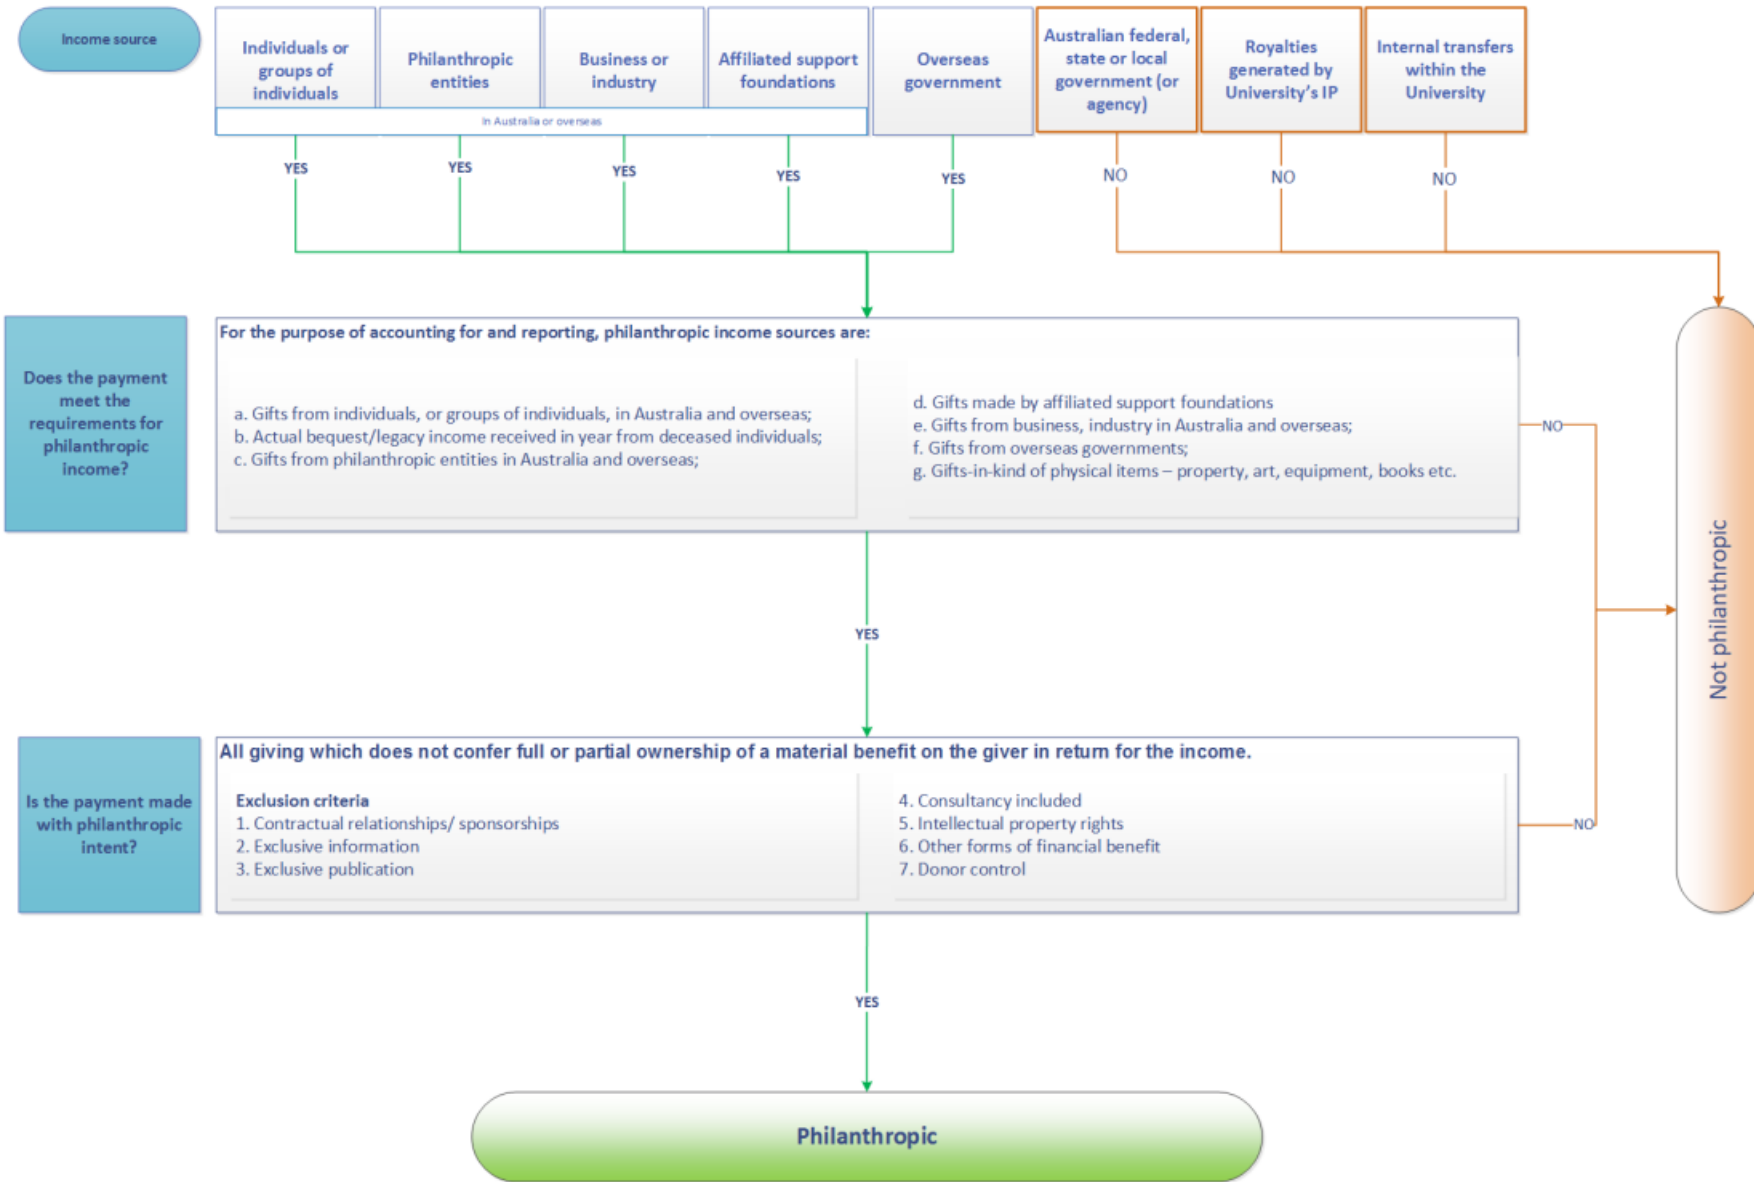 Income source
Individuals or
groups of
individuals
Philanthropic
entities
Business or
industry
Affiliated support
foundations
In Australia or overseas
Overseas
government
Australian federal,
state or local
government (or
agency)
Royalties
generated by
University's IP
Internal transfers
within the
University
YES
YES
YES
YES
YES
NO
NO
NO
Does the payment
meet the
requirements for
philanthropic
income?
For the purpose of accounting for and reporting, philanthropic income sources are:
a. Gifts from individuals, or groups of individuals, in Australia and overseas;
b. Actual bequest/legacy income received in year from deceased individuals;
c. Gifts from philanthropic entities in Australia and overseas;
d. Gifts made by affiliated support foundations
e. Gifts from business, industry in Australia and overseas;
f. Gifts from overseas governments;
g. Gifts-in-kind of physical items – property, art, equipment, books etc.
NO
Not philanthropic
YES
Is the payment made
with philanthropic
intent?
All giving which does not confer full or partial ownership of a material benefit on the giver in return for the income.
Exclusion criteria
1. Contractual relationships/ sponsorships
2. Exclusive information
3. Exclusive publication
4. Consultancy included
5. Intellectual property rights
6. Other forms of financial benefit
7. Donor control
NO
YES
Philanthropic